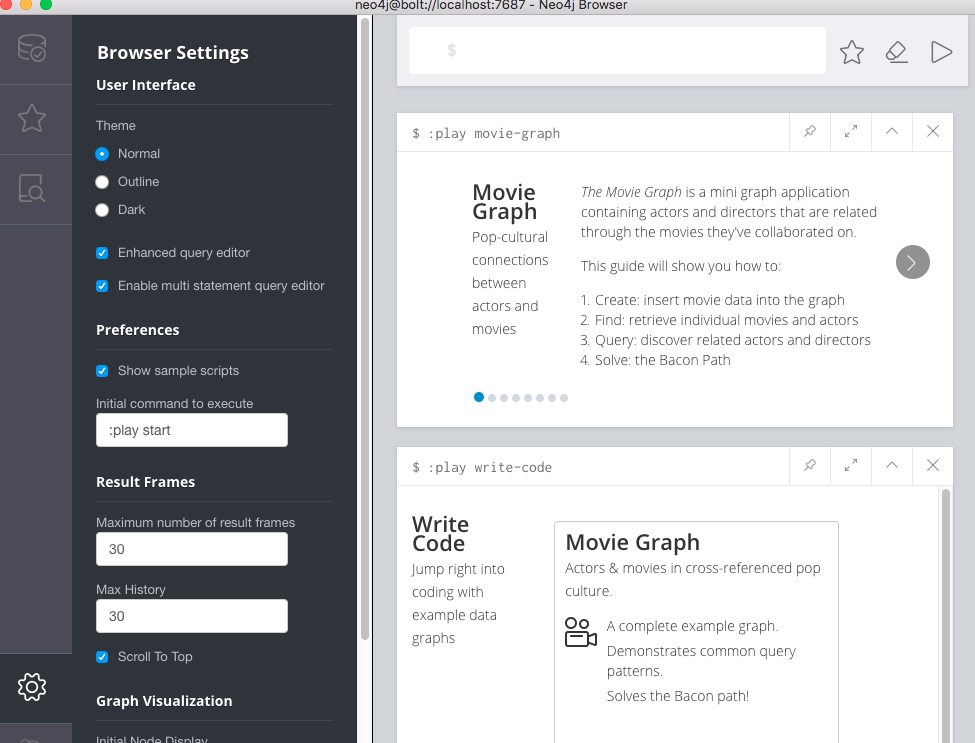 neo4j@bolt://localhost:7687 - Neo4j Browser
Browser Settings
User Interface
Theme
Normal
Outline
Dark
Enhanced query editor
Enable multi statement query editor
Preferences
Show sample scripts
Initial command to execute
:play start
Result Frames
Maximum number of result frames
30
Max History
30
Scroll To Top
Graph Visualization
Initial Node Display
$
$ :play movie-graph
Movie
Graph
Pop-cultural
connections
between
actors and
movies
The Movie Graph is a mini graph application
containing actors and directors that are related
through the movies they've collaborated on.
This guide will show you how to:
1. Create: insert movie data into the graph
2. Find: retrieve individual movies and actors
3. Query: discover related actors and directors
4. Solve: the Bacon Path
$ :play write-code
Write
Code
Jump right into
coding with
example data
graphs
Movie Graph
Actors & movies in cross-referenced pop
culture.
A complete example graph.
Demonstrates common query
patterns.
Solves the Bacon path!